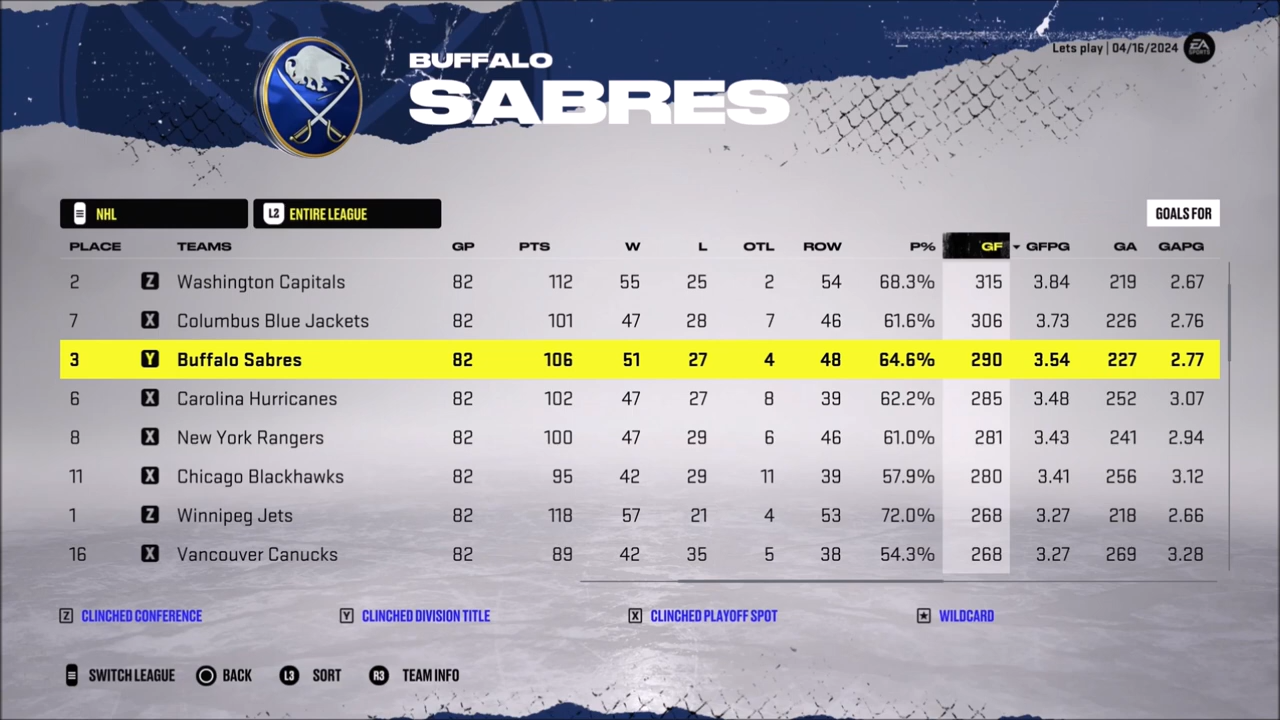 BUFFALO
SABRES
Lets play | 04/16/2024
EA SPORTS
NHL
L2 ENTIRE LEAGUE
GOALS FOR
PLACE TEAMS GP PTS W L OTL ROW P% GF GFPG GA GAPG
2 Z Washington Capitals 82 112 55 25 2 54 68.3% 315 3.84 219 2.67
7 X Columbus Blue Jackets 82 101 47 28 7 46 61.6% 306 3.73 226 2.76
3 Y Buffalo Sabres 82 106 51 27 4 48 64.6% 290 3.54 227 2.77
6 X Carolina Hurricanes 82 102 47 27 8 39 62.2% 285 3.48 252 3.07
8 X New York Rangers 82 100 47 29 6 46 61.0% 281 3.43 241 2.94
11 X Chicago Blackhawks 82 95 42 29 11 39 57.9% 280 3.41 256 3.12
1 Z Winnipeg Jets 82 118 57 21 4 53 72.0% 268 3.27 218 2.66
16 X Vancouver Canucks 82 89 42 35 5 38 54.3% 268 3.27 269 3.28
Z CLINCHED CONFERENCE Y CLINCHED DIVISION TITLE X CLINCHED PLAYOFF SPOT WILDCARD
SWITCH LEAGUE BACK L3 SORT R3 TEAM INFO